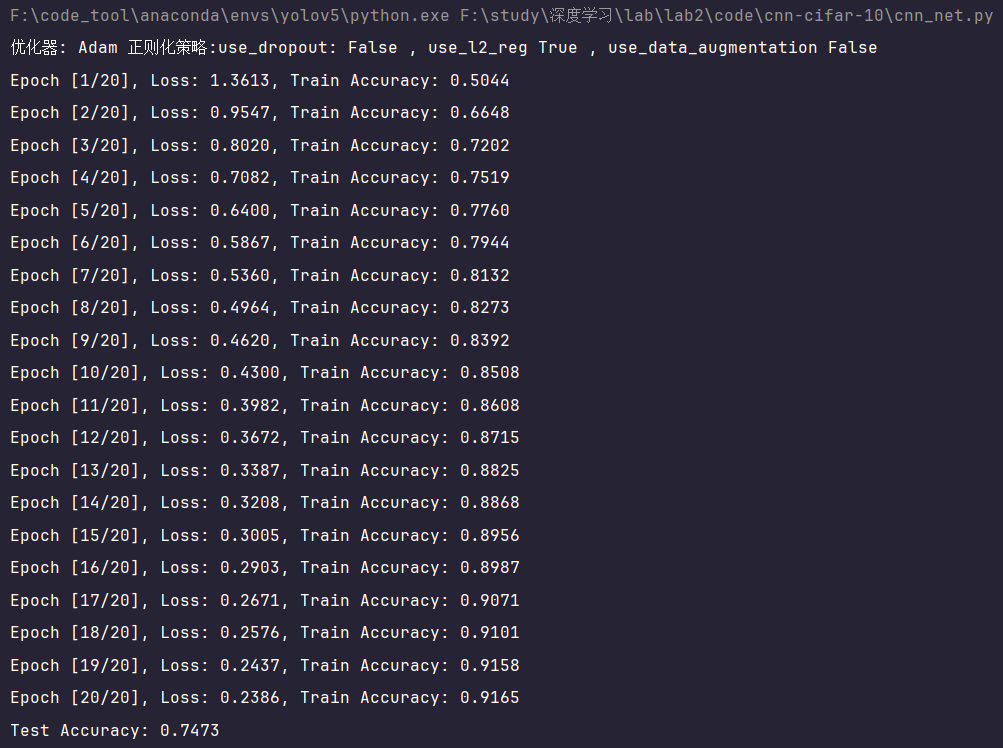 F:\code_tool\anaconda\envs\yolov5\python.exe F:\study\深度学习\lab\lab2\code\cnn-cifar-10\cnn_net.py
优化器: Adam 正则化策略:use_dropout: False , use_l2_reg True , use_data_augmentation False
Epoch [1/20], Loss: 1.3613, Train Accuracy: 0.5044
Epoch [2/20], Loss: 0.9547, Train Accuracy: 0.6648
Epoch [3/20], Loss: 0.8020, Train Accuracy: 0.7202
Epoch [4/20], Loss: 0.7082, Train Accuracy: 0.7519
Epoch [5/20], Loss: 0.6400, Train Accuracy: 0.7760
Epoch [6/20], Loss: 0.5867, Train Accuracy: 0.7944
Epoch [7/20], Loss: 0.5360, Train Accuracy: 0.8132
Epoch [8/20], Loss: 0.4964, Train Accuracy: 0.8273
Epoch [9/20], Loss: 0.4620, Train Accuracy: 0.8392
Epoch [10/20], Loss: 0.4300, Train Accuracy: 0.8508
Epoch [11/20], Loss: 0.3982, Train Accuracy: 0.8608
Epoch [12/20], Loss: 0.3672, Train Accuracy: 0.8715
Epoch [13/20], Loss: 0.3387, Train Accuracy: 0.8825
Epoch [14/20], Loss: 0.3208, Train Accuracy: 0.8868
Epoch [15/20], Loss: 0.3005, Train Accuracy: 0.8956
Epoch [16/20], Loss: 0.2903, Train Accuracy: 0.8987
Epoch [17/20], Loss: 0.2671, Train Accuracy: 0.9071
Epoch [18/20], Loss: 0.2576, Train Accuracy: 0.9101
Epoch [19/20], Loss: 0.2437, Train Accuracy: 0.9158
Epoch [20/20], Loss: 0.2386, Train Accuracy: 0.9165
Test Accuracy: 0.7473